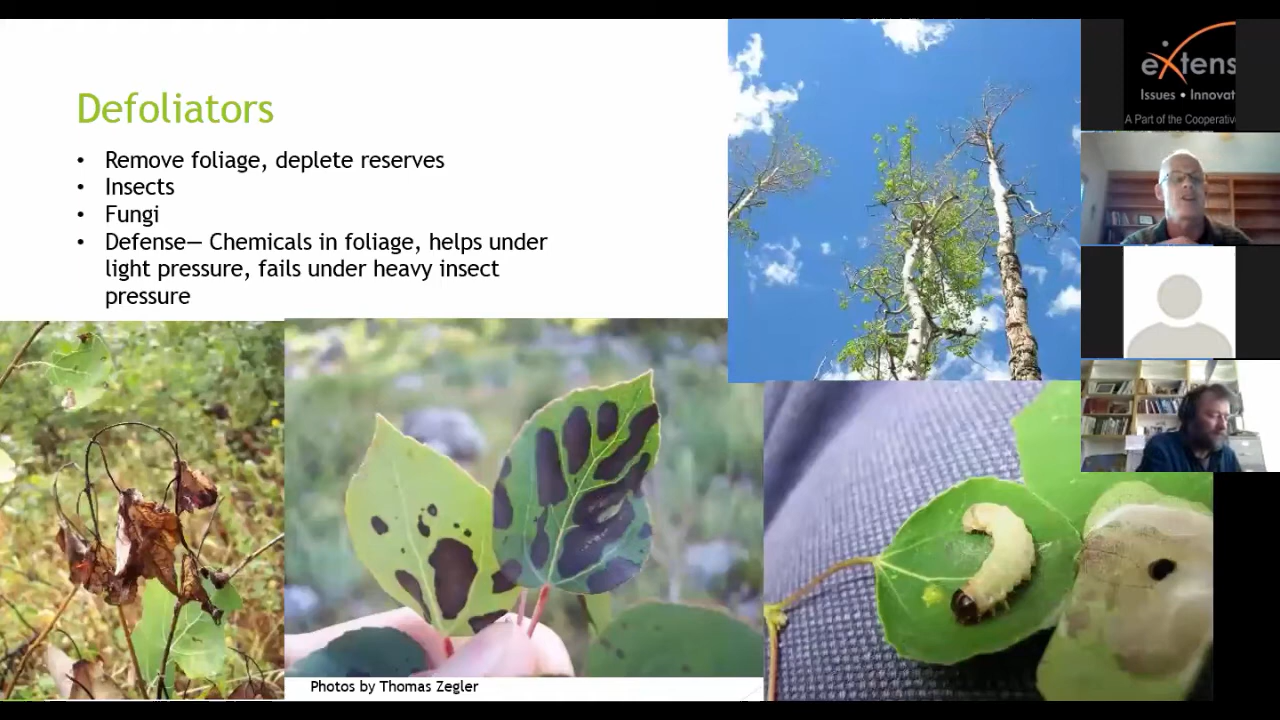 Defoliators
• Remove foliage, deplete reserves
• Insects
• Fungi
• Defense— Chemicals in foliage, helps under
light pressure, fails under heavy insect
pressure
Photos by Thomas Zegler
eXtens
Issues • Innovat
A Part of the Cooperativ